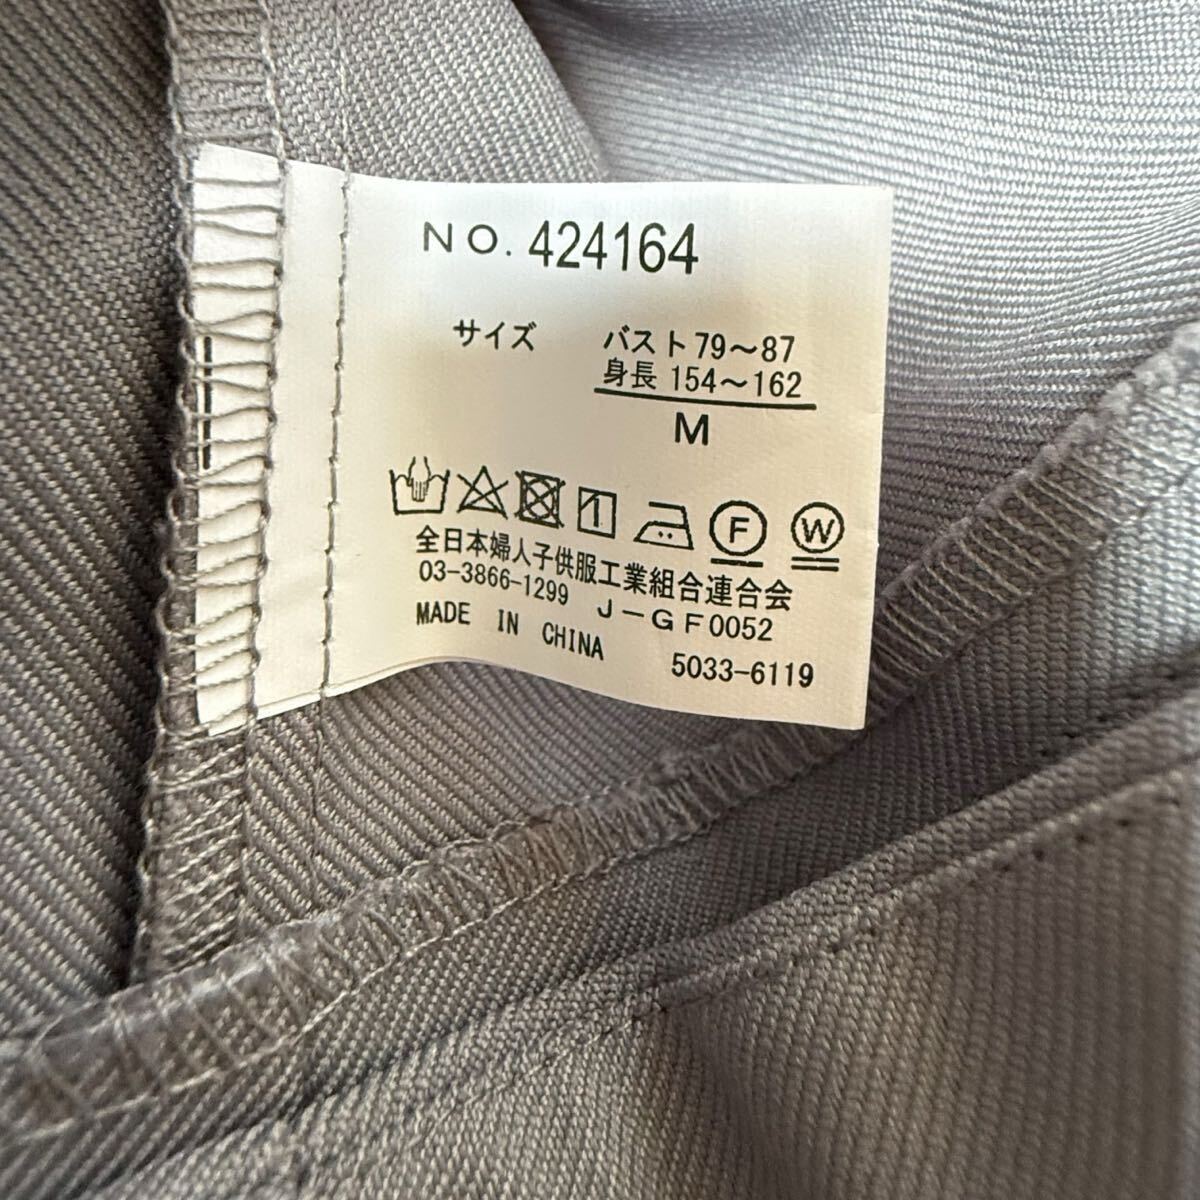 NO. 424164
サイズ バスト79～87
身長 154～162
M
F W
全日本婦人子供服工業組合連合会
03-3866-1299 J-GF0052
MADE IN CHINA
5033-6119